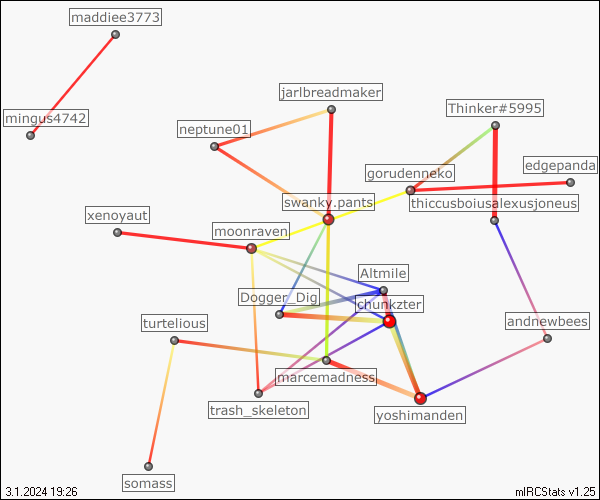 maddiee3773
jarlbreadmaker
Thinker#5995
mingus4742
neptune01
edgepanda
gorudenneko
swanky.pants
thiccusboiusalexusjoneus
xenoyaut
moonraven
Altmile
Dogger_Dig
chunkzter
turtelious
andnewbees
marcemadness
trash_skeleton
yoshimanden
somass
3.1.2024 19:26
mIRCStats v1.25